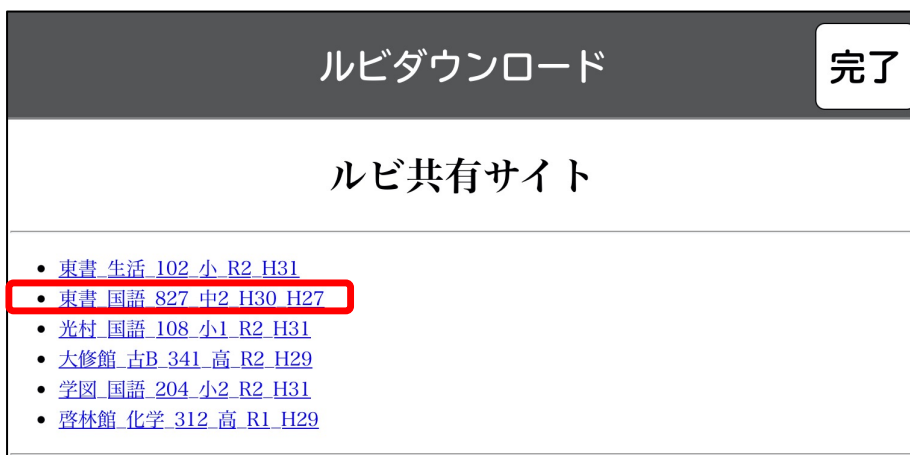 ルビダウンロード
完了
ルビ共有サイト
東書_生活_102_小_R2_H31
東書_国語_827_中2_H30_H27
光村_国語_108_小1_R2_H31
大修館_古B_341_高_R2_H29
学図_国語_204_小2_R2_H31
啓林館_化学_312_高_R1_H29